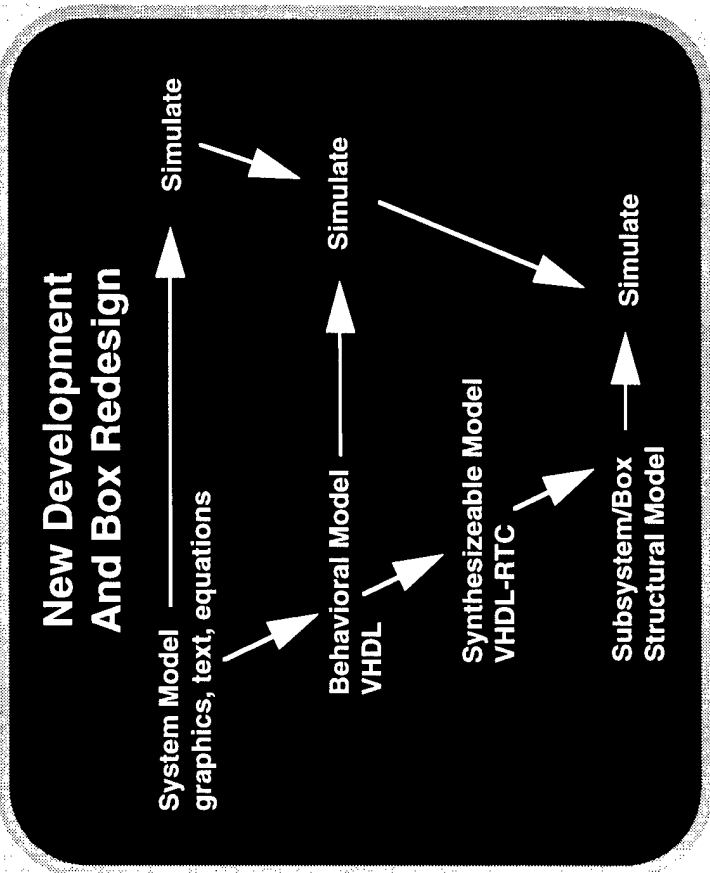 New Development
And Box Redesign
System Model
graphics, text, equations
Simulate
Behavioral Model
VHDL
Simulate
Synthesizeable Model
VHDL-RTC
Subsystem/Box
Structural Model
Simulate